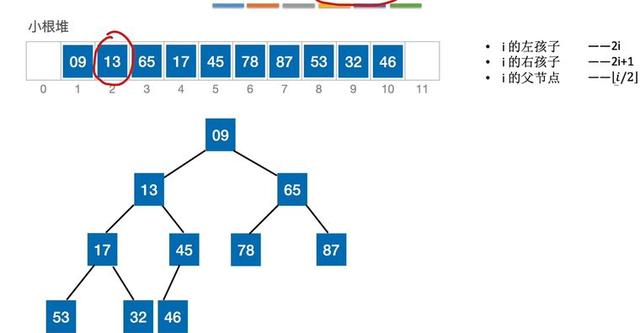 小根堆
09 13 65 17 45 78 87 53 32 46
0 1 2 3 4 5 6 7 8 9 10 11
• i 的左孩子 ——2i
• i 的右孩子 ——2i+1
• i 的父节点 ——⌊i/2⌋
09
13 65
17 45 78 87
53 32 46